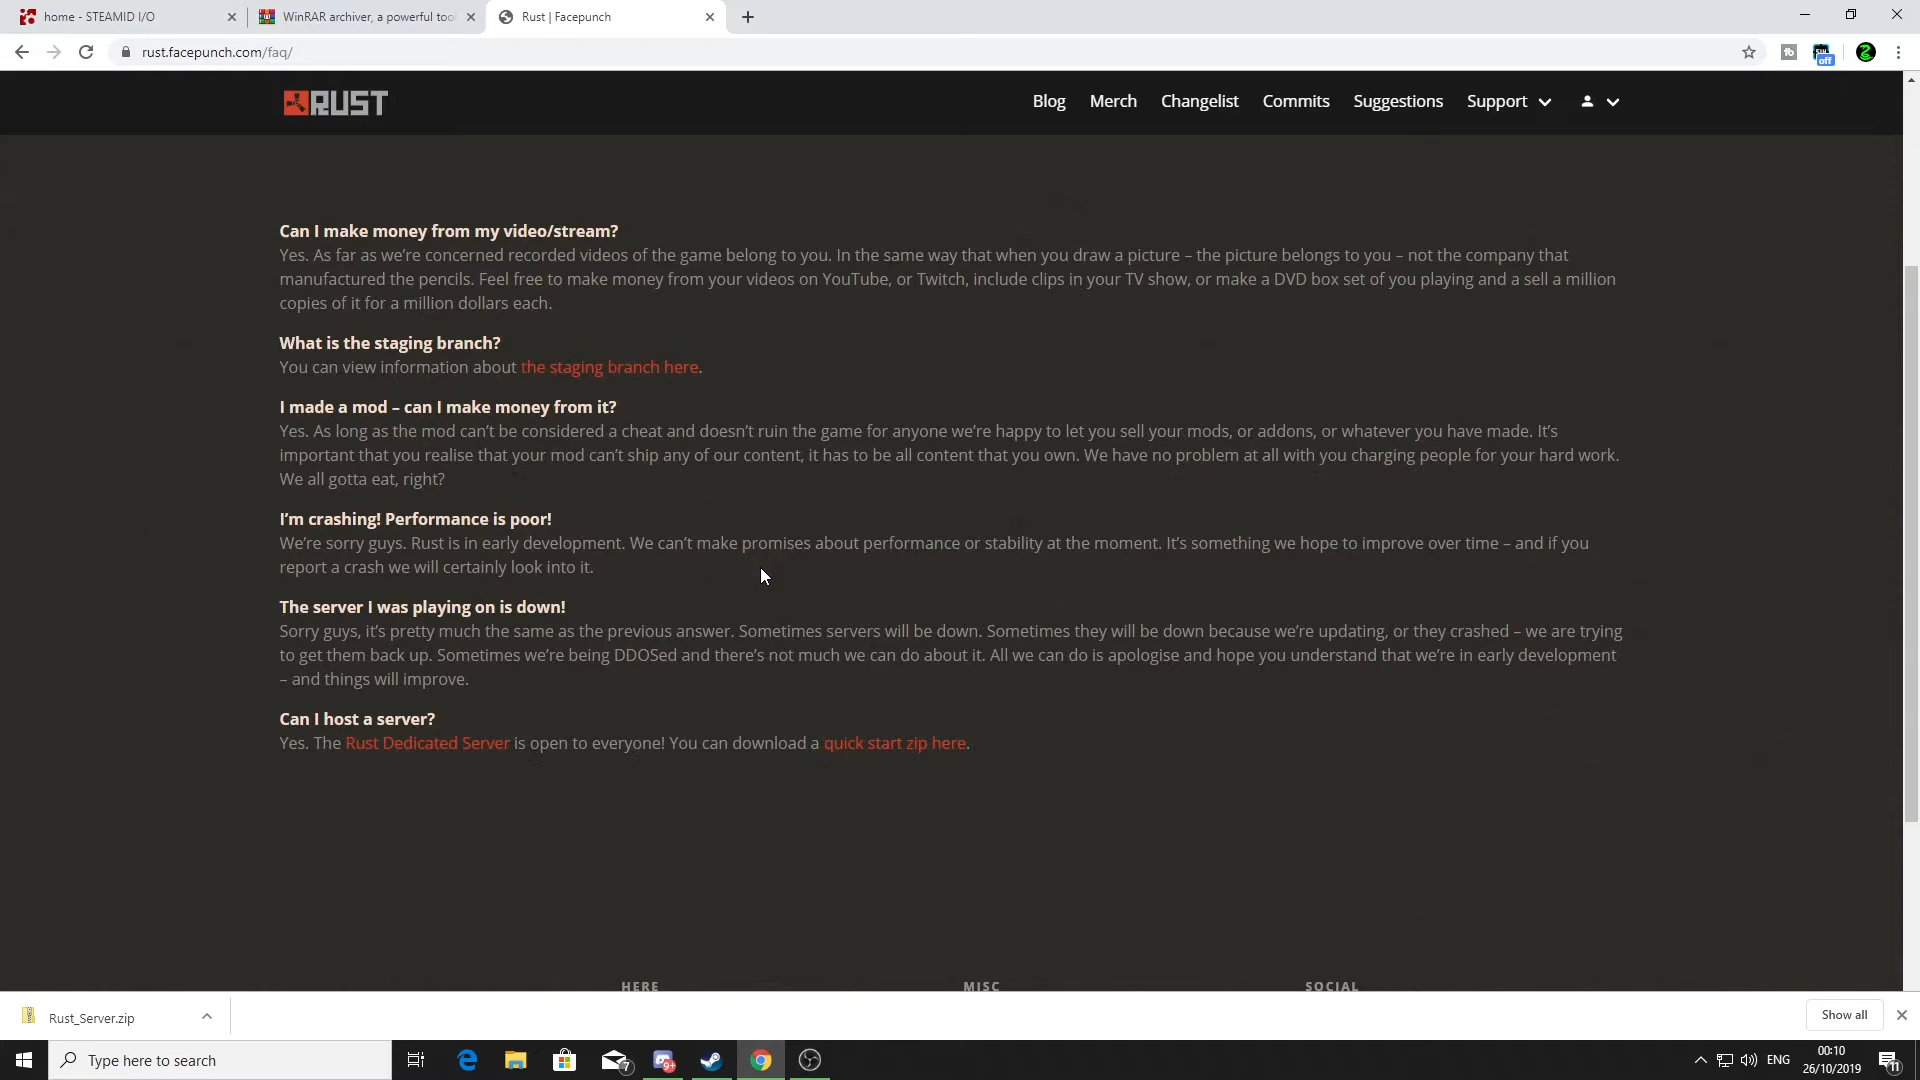 home - STEAMID I/O
WinRAR archiver, a powerful tool
Rust | Facepunch
rust.facepunch.com/faq/
off
RUST
Blog Merch Changelist Commits Suggestions Support
Can I make money from my video/stream?
Yes. As far as we’re concerned recorded videos of the game belong to you. In the same way that when you draw a picture – the picture belongs to you – not the company that
manufactured the pencils. Feel free to make money from your videos on YouTube, or Twitch, include clips in your TV show, or make a DVD box set of you playing and a sell a million
copies of it for a million dollars each.
What is the staging branch?
You can view information about the staging branch here.
I made a mod – can I make money from it?
Yes. As long as the mod can’t be considered a cheat and doesn’t ruin the game for anyone we’re happy to let you sell your mods, or addons, or whatever you have made. It’s
important that you realise that your mod can’t ship any of our content, it has to be all content that you own. We have no problem at all with you charging people for your hard work.
We all gotta eat, right?
I’m crashing! Performance is poor!
We’re sorry guys. Rust is in early development. We can’t make promises about performance or stability at the moment. It’s something we hope to improve over time – and if you
report a crash we will certainly look into it.
The server I was playing on is down!
Sorry guys, it’s pretty much the same as the previous answer. Sometimes servers will be down. Sometimes they will be down because we’re updating, or they crashed – we are trying
to get them back up. Sometimes we’re being DDOSed and there’s not much we can do about it. All we can do is apologise and hope you understand that we’re in early development
– and things will improve.
Can I host a server?
Yes. The Rust Dedicated Server is open to everyone! You can download a quick start zip here.
HERE MISC SOCIAL
Rust_Server.zip
Show all
Type here to search
7
9+
ENG
00:10
26/10/2019
11